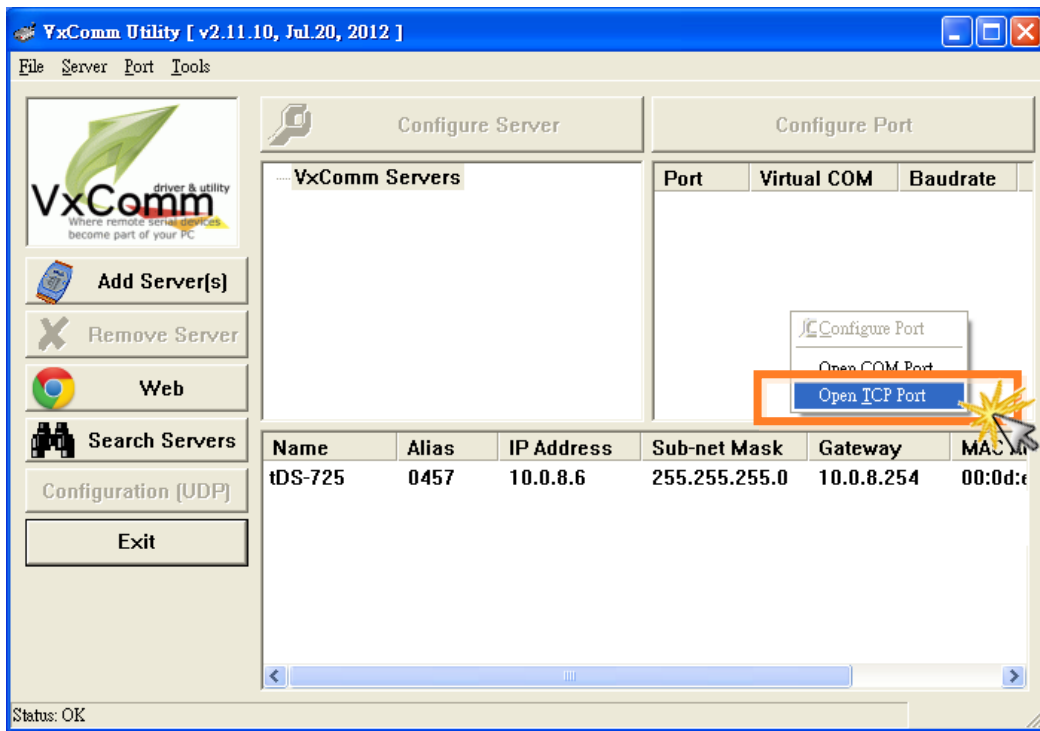 VxComm Utility [ v2.11.10, Jul.20, 2012 ]
File Server Port Tools
VxComm
driver & utility
Where remote serial devices
become part of your PC
Configure Server
Configure Port
VxComm Servers
Port Virtual COM Baudrate
Add Server(s)
Remove Server
Web
Search Servers
Configuration (UDP)
Exit
Configure Port
Open COM Port
Open TCP Port
Name Alias IP Address Sub-net Mask Gateway MAC
tDS-725 0457 10.0.8.6 255.255.255.0 10.0.8.254 00:0d:
Status: OK